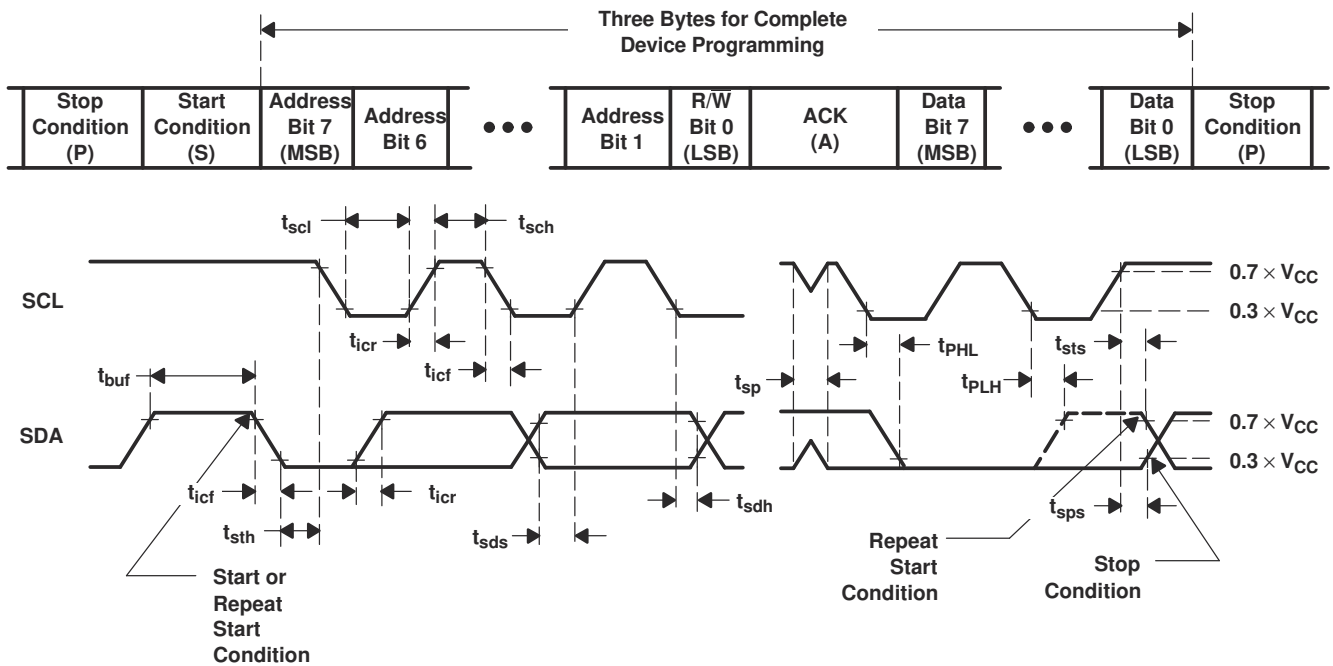 Three Bytes for Complete
Device Programming
Stop
Condition
(P)
Start
Condition
(S)
Address
Bit 7
(MSB)
Address
Bit 6
•••
Address
Bit 1
R/W̅
Bit 0
(LSB)
ACK
(A)
Data
Bit 7
(MSB)
•••
Data
Bit 0
(LSB)
Stop
Condition
(P)
tscl
tsch
SCL
0.7 × VCC
0.3 × VCC
ticr
ticf
tPHL
tsts
tbuf
tsp
tPLH
SDA
0.7 × VCC
0.3 × VCC
ticf
ticr
tsdh
tsth
tsds
tsps
Start or
Repeat
Start
Condition
Repeat
Start
Condition
Stop
Condition